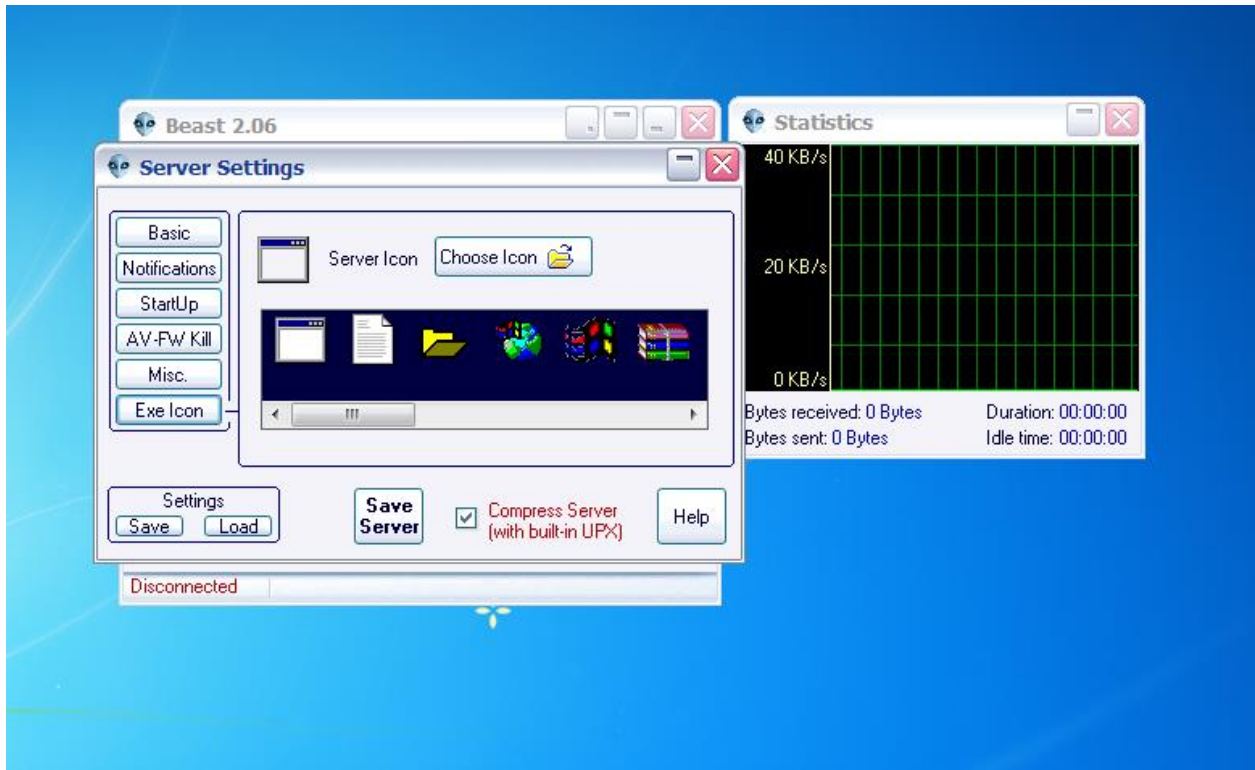 Beast 2.06
Statistics
Server Settings
40 KB/s
20 KB/s
0 KB/s
Basic
Notifications
StartUp
AV-FW Kill
Misc.
Exe Icon
Server Icon
Choose Icon
Bytes received: 0 Bytes
Duration: 00:00:00
Bytes sent: 0 Bytes
Idle time: 00:00:00
Settings
Save
Load
Save
Server
Compress Server
(with built-in UPX)
Help
Disconnected